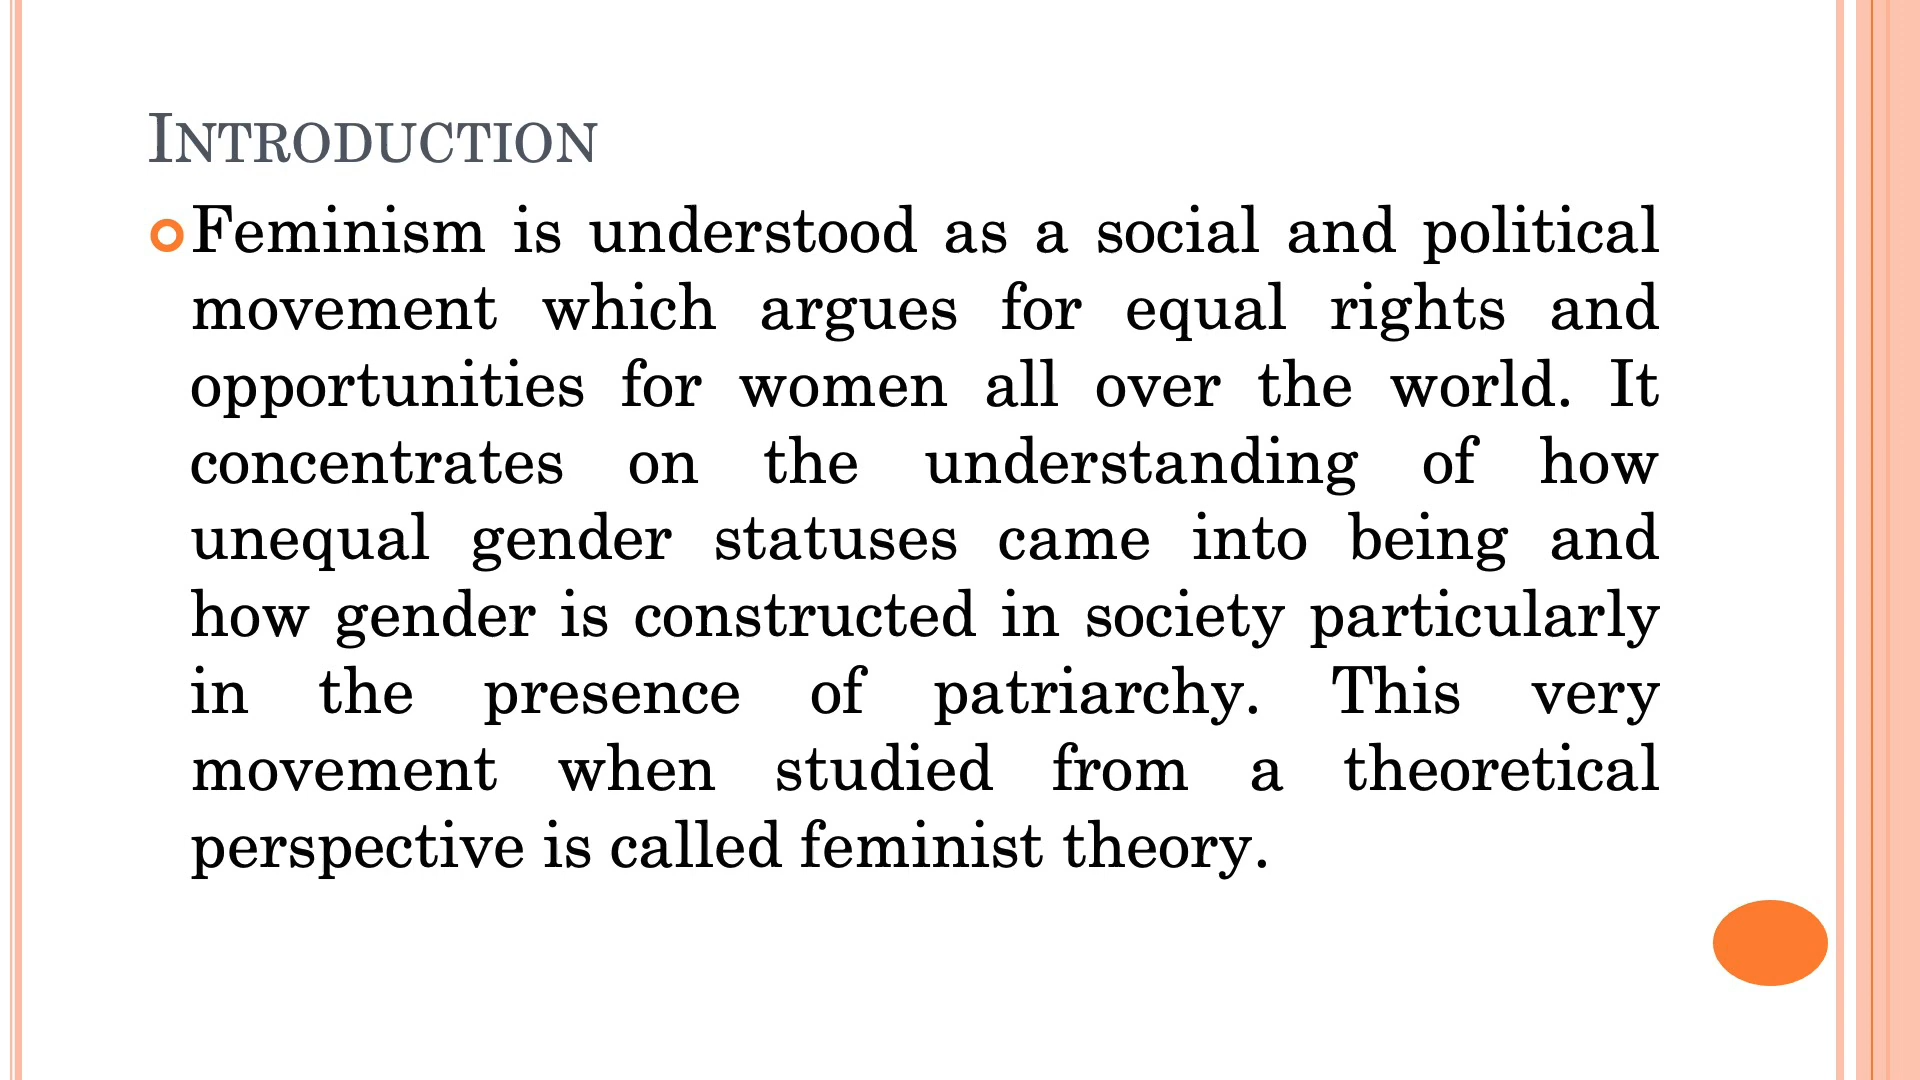 INTRODUCTION
Feminism is understood as a social and political
movement which argues for equal rights and
opportunities for women all over the world. It
concentrates on the understanding of how
unequal gender statuses came into being and
how gender is constructed in society particularly
in the presence of patriarchy. This very
movement when studied from a theoretical
perspective is called feminist theory.